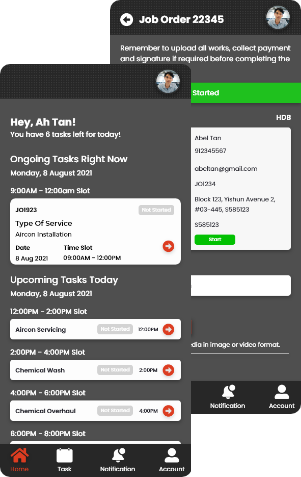 Job Order 22345
Remember to upload all works, collect payment
and signature if required before completing the
Started
HDB
Abel Tan
912345567
abeltan@gmail.com
JO1234
Block 123, Yishun Avenue 2,
#03-445, S585123
S585123
Start
dia in image or video format.
Notification
Account
Hey, Ah Tan!
You have 6 tasks left for today!
Ongoing Tasks Right Now
Monday, 8 August 2021
9:00AM - 12:00am Slot
JO1923
Not Started
Type Of Service
Aircon Installation
Date
Time Slot
8 Aug 2021
09:00AM - 12:00PM
Upcoming Tasks Today
Monday, 8 August 2021
12:00PM - 2:00PM Slot
Aircon Servicing
Not Started
12:00PM
2:00PM - 4:00PM Slot
Chemical Wash
Not Started
2:00PM
4:00PM - 6:00PM Slot
Chemical Overhaul
Not Started
4:00PM
6:00PM - 8:00PM Slot
Home
Task
Notification
Account